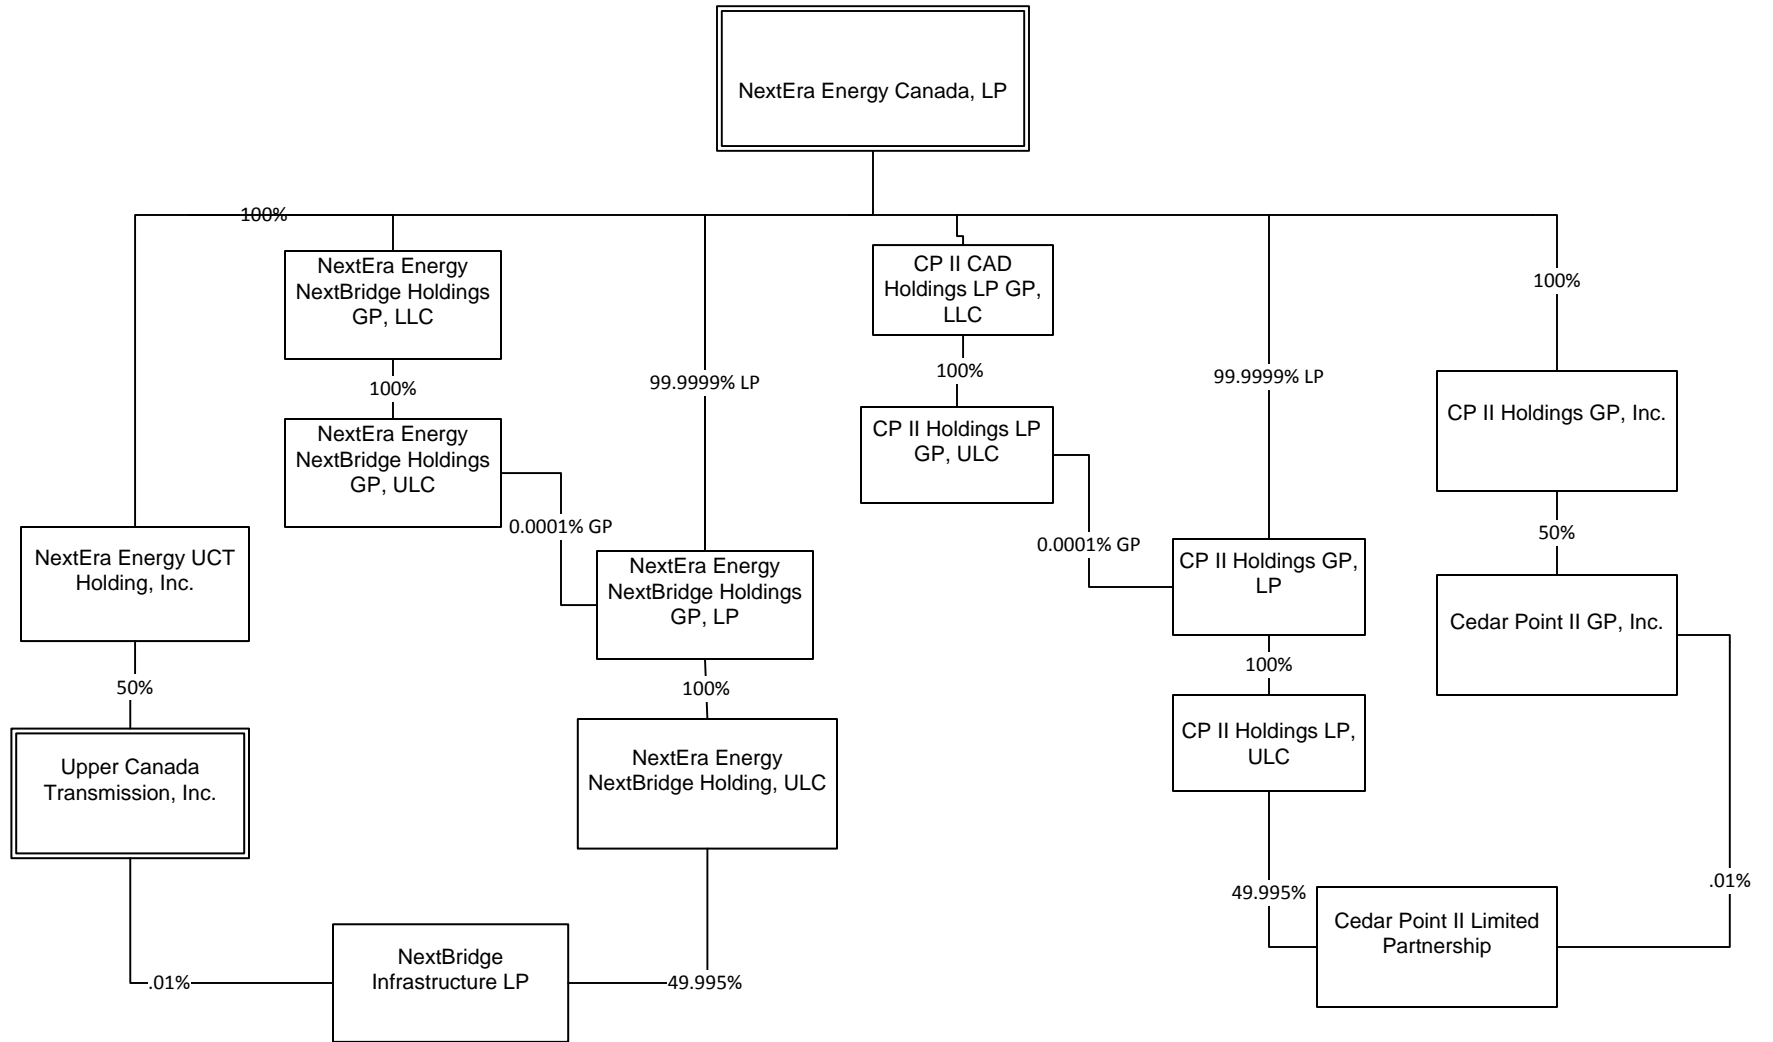 NextEra Energy Canada, LP
100%
NextEra Energy
NextBridge Holdings
GP, LLC
CP II CAD
Holdings LP GP,
LLC
100%
100%
99.9999% LP
100%
99.9999% LP
NextEra Energy
NextBridge Holdings
GP, ULC
CP II Holdings LP
GP, ULC
CP II Holdings GP, Inc.
0.0001% GP
0.0001% GP
50%
NextEra Energy UCT
Holding, Inc.
NextEra Energy
NextBridge Holdings
GP, LP
CP II Holdings GP,
LP
Cedar Point II GP, Inc.
50%
100%
100%
Upper Canada
Transmission, Inc.
NextEra Energy
NextBridge Holding, ULC
CP II Holdings LP,
ULC
49.995%
.01%
Cedar Point II Limited
Partnership
NextBridge
Infrastructure LP
.01%
49.995%